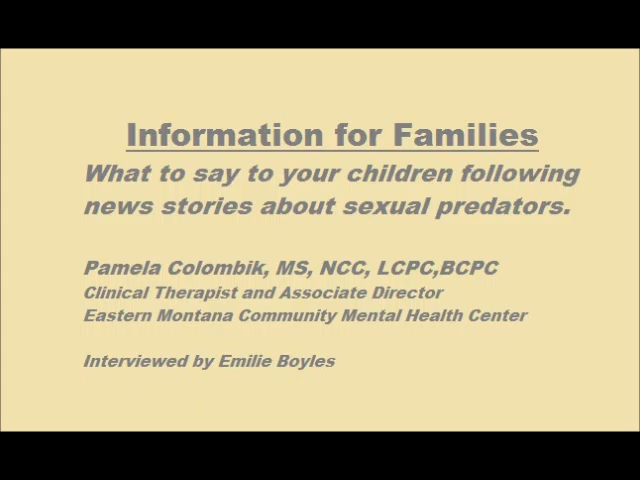 Information for Families
What to say to your children following
news stories about sexual predators.
Pamela Colombik, MS, NCC, LCPC,BCPC
Clinical Therapist and Associate Director
Eastern Montana Community Mental Health Center
Interviewed by Emilie Boyles